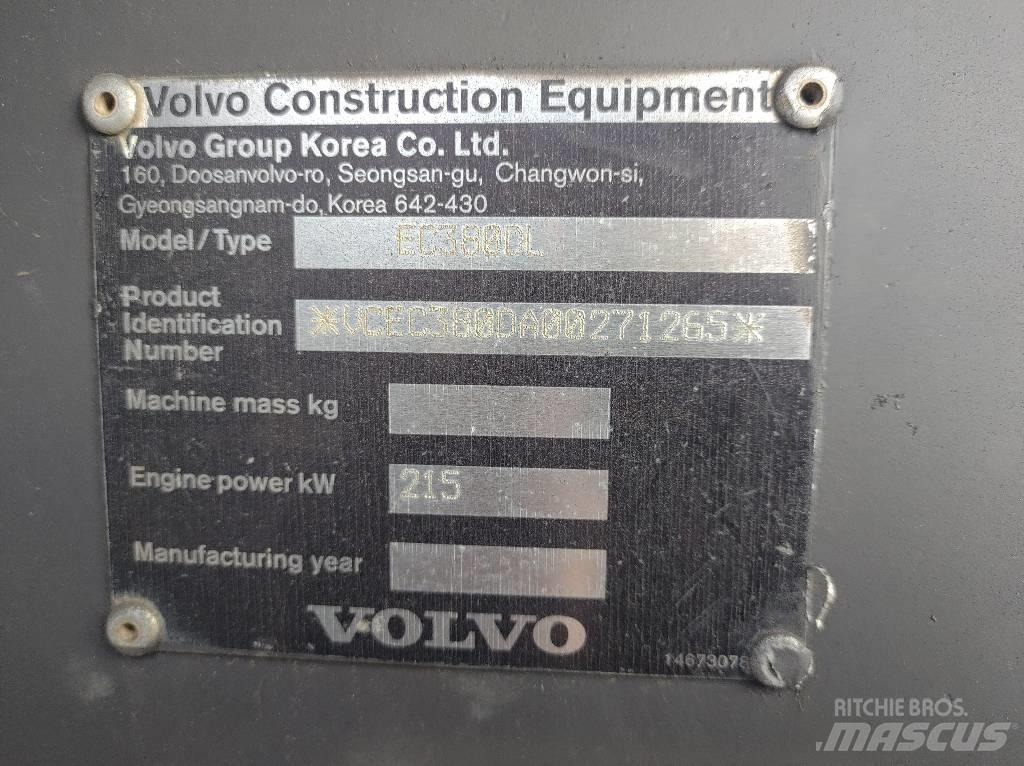 Volvo Construction Equipment
Volvo Group Korea Co. Ltd.
160, Doosanvolvo-ro, Seongsan-gu, Changwon-si,
Gyeongsangnam-do, Korea 642-430
Model/Type EC380DL
Product
Identification *VCEC380DA00271265*
Number
Machine mass kg
Engine power kW 215
Manufacturing year
VOLVO
RITCHIE BROS.
MASCUS